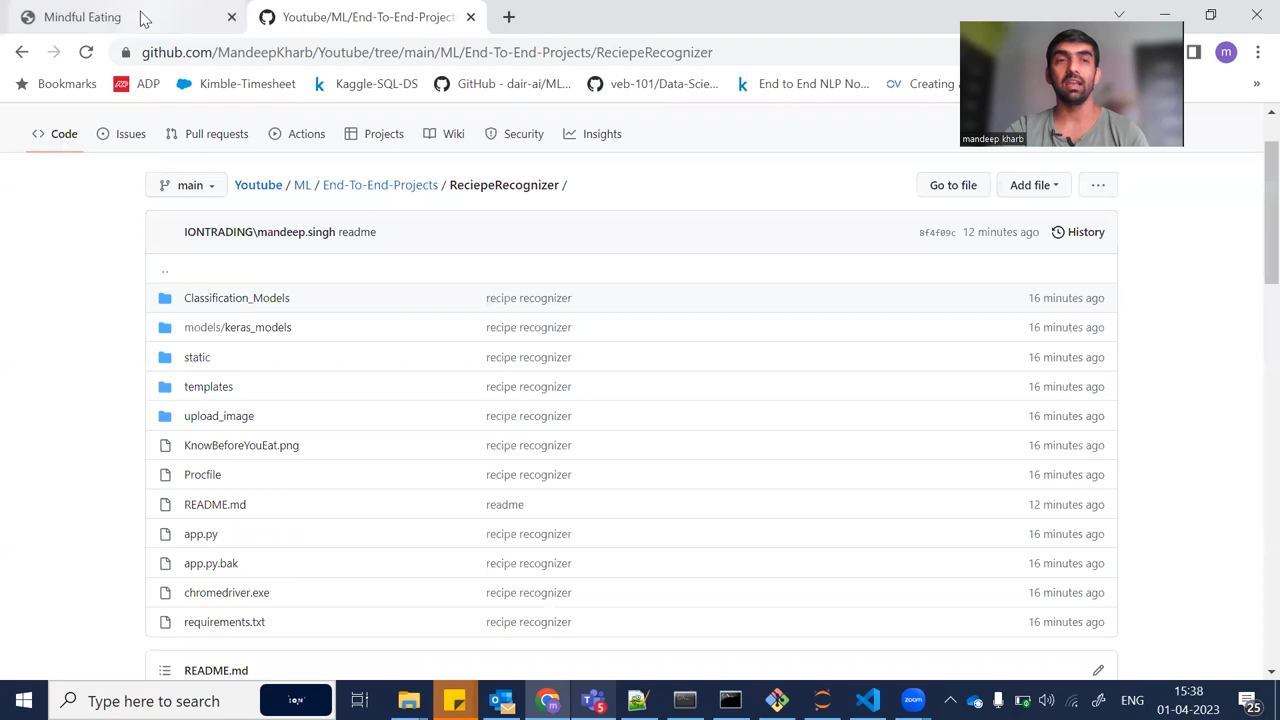 Mindful Eating
Youtube/ML/End-To-End-Projects
github.com/MandeepKharb/Youtube/tree/main/ML/End-To-End-Projects/ReciepeRecognizer
m
Bookmarks
ADP
Kimble-Timesheet
Kaggle-DL-DS
GitHub - dair-ai/ML...
veb-101/Data-Scie...
End to End NLP No...
Creating a
»
mandeep kharb
Code
Issues
Pull requests
Actions
Projects
Wiki
Security
Insights
main
Youtube / ML / End-To-End-Projects / ReciepeRecognizer /
Go to file
Add file
...
IONTRADING\mandeep.singh readme
8f4f09c 12 minutes ago
History
..
Classification_Models recipe recognizer 16 minutes ago
models/keras_models recipe recognizer 16 minutes ago
static recipe recognizer 16 minutes ago
templates recipe recognizer 16 minutes ago
upload_image recipe recognizer 16 minutes ago
KnowBeforeYouEat.png recipe recognizer 16 minutes ago
Procfile recipe recognizer 16 minutes ago
README.md readme 12 minutes ago
app.py recipe recognizer 16 minutes ago
app.py.bak recipe recognizer 16 minutes ago
chromedriver.exe recipe recognizer 16 minutes ago
requirements.txt recipe recognizer 16 minutes ago
README.md
Type here to search
ION
zoom
ENG
15:38
01-04-2023
25